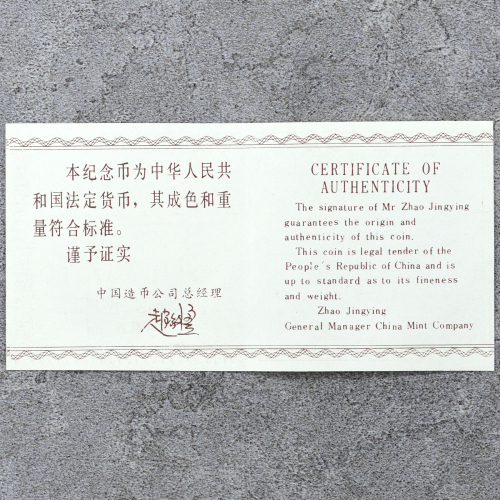 本纪念币为中华人民共
和国法定货币，其成色和重
量符合标准。
谨予证实
中国造币公司总经理
CERTIFICATE OF
AUTHENTICITY
The signature of Mr Zhao Jingying
guarantees the origin and
authenticity of this coin.
This coin is legal tender of the
People's Republic of China and is
up to standard as to its fineness
and weight.
Zhao Jingying
General Manager China Mint Company